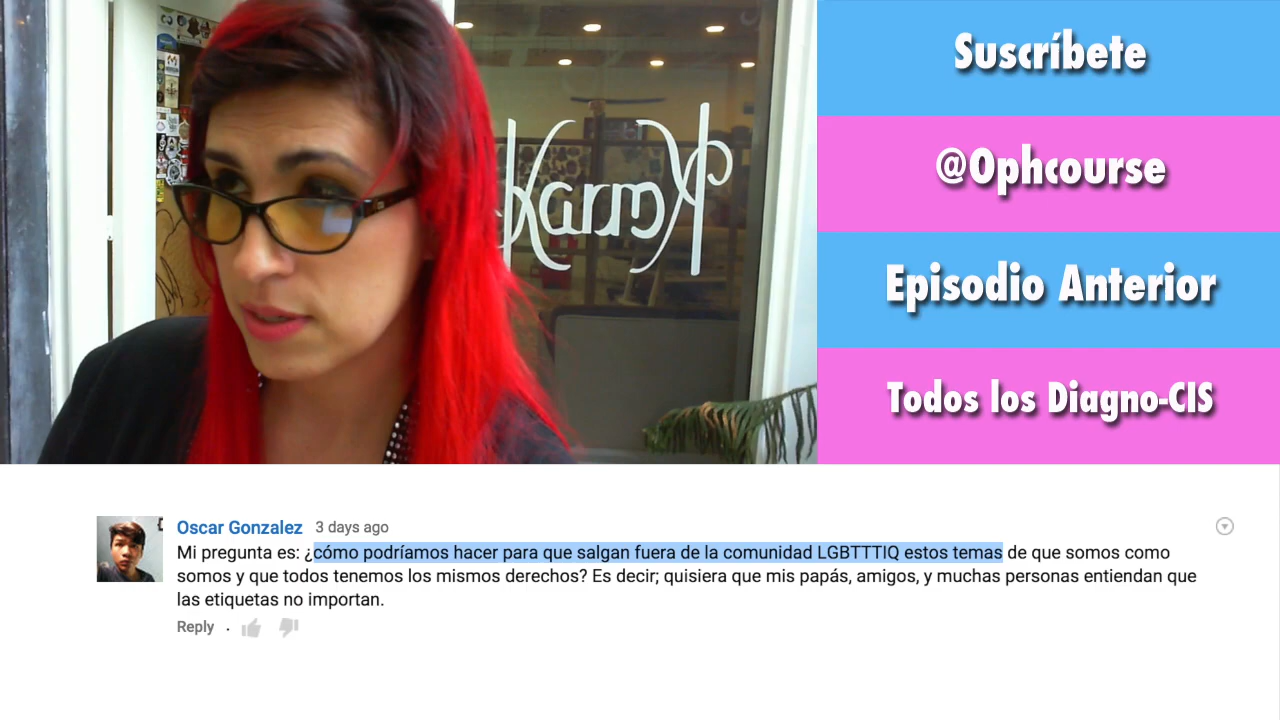 Karma
Suscríbete
@Ophcourse
Episodio Anterior
Todos los Diagno-CIS
Oscar Gonzalez 3 days ago
Mi pregunta es: ¿cómo podríamos hacer para que salgan fuera de la comunidad LGBTTTIQ estos temas de que somos como
somos y que todos tenemos los mismos derechos? Es decir; quisiera que mis papás, amigos, y muchas personas entiendan que
las etiquetas no importan.
Reply .